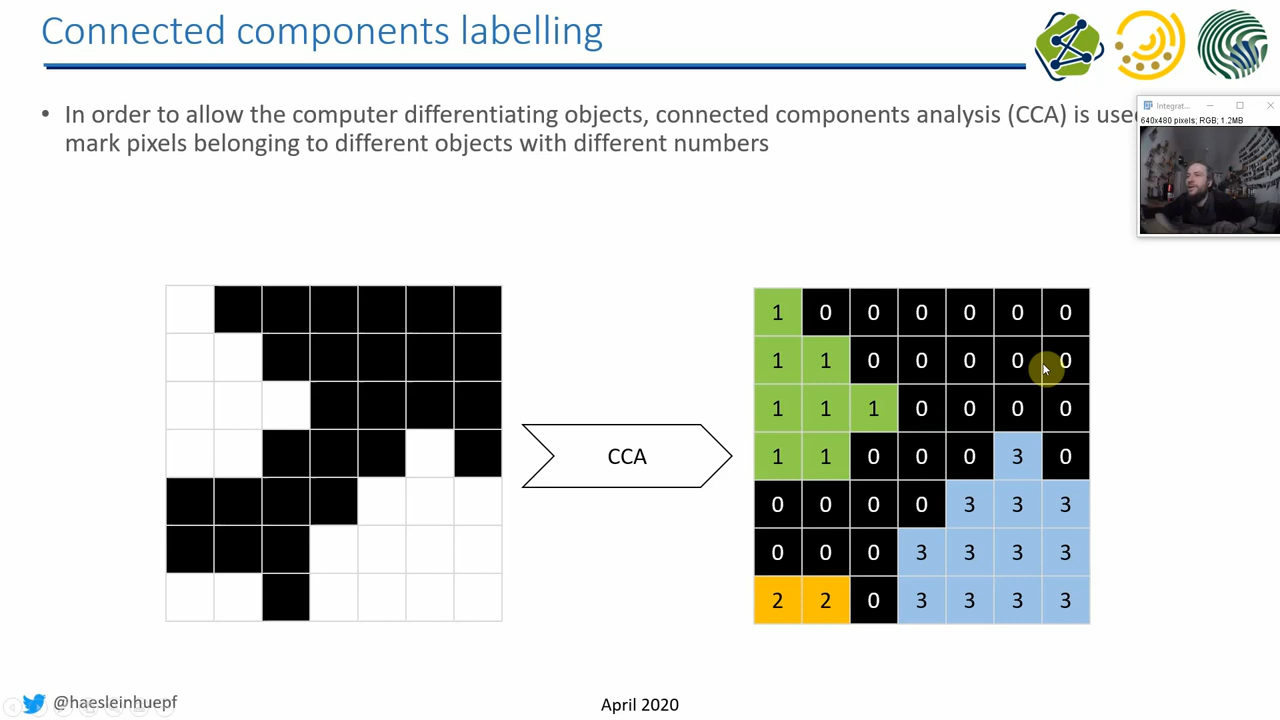 Connected components labelling
• In order to allow the computer differentiating objects, connected components analysis (CCA) is used
mark pixels belonging to different objects with different numbers
Integrat...
640x480 pixels; RGB; 1.2MB
CCA
1 0 0 0 0 0 0
1 1 0 0 0 0 0
1 1 1 0 0 0 0
1 1 0 0 0 3 0
0 0 0 0 3 3 3
0 0 0 3 3 3 3
2 2 0 3 3 3 3
@haesleinhuepf
April 2020